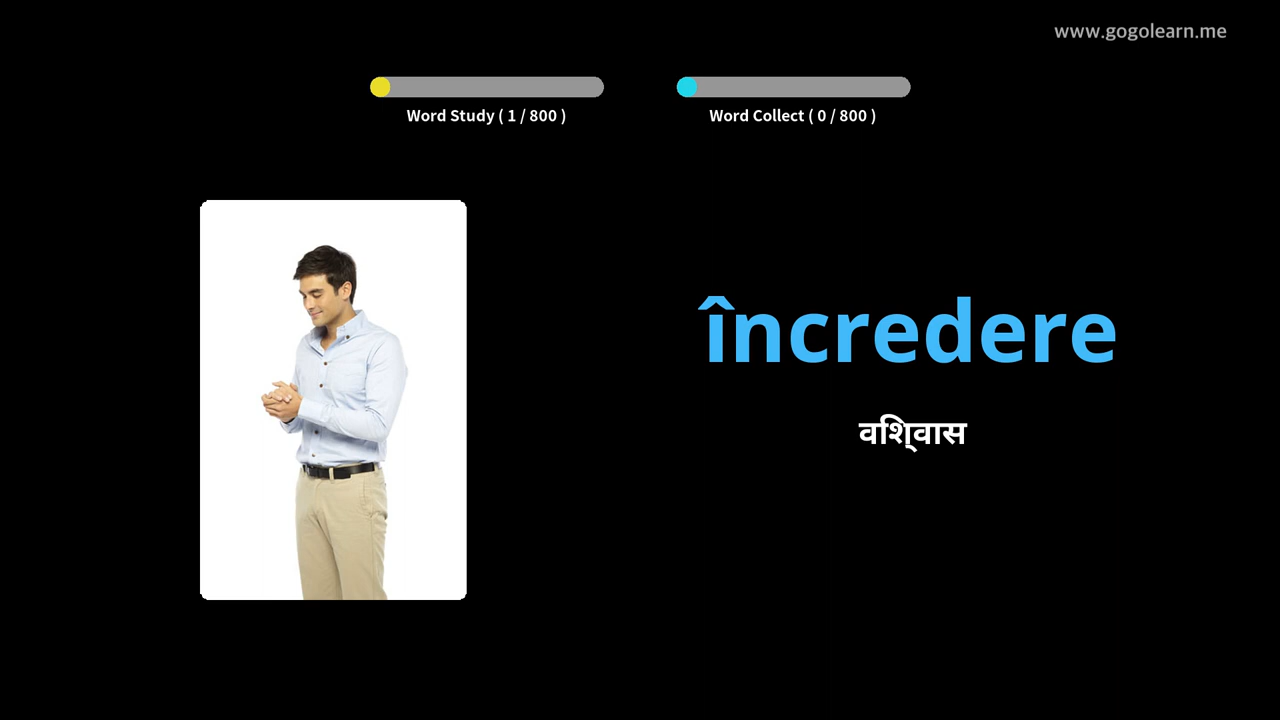 www.gogolearn.me
Word Study ( 1 / 800 )
Word Collect ( 0 / 800 )
încredere
विश्वास